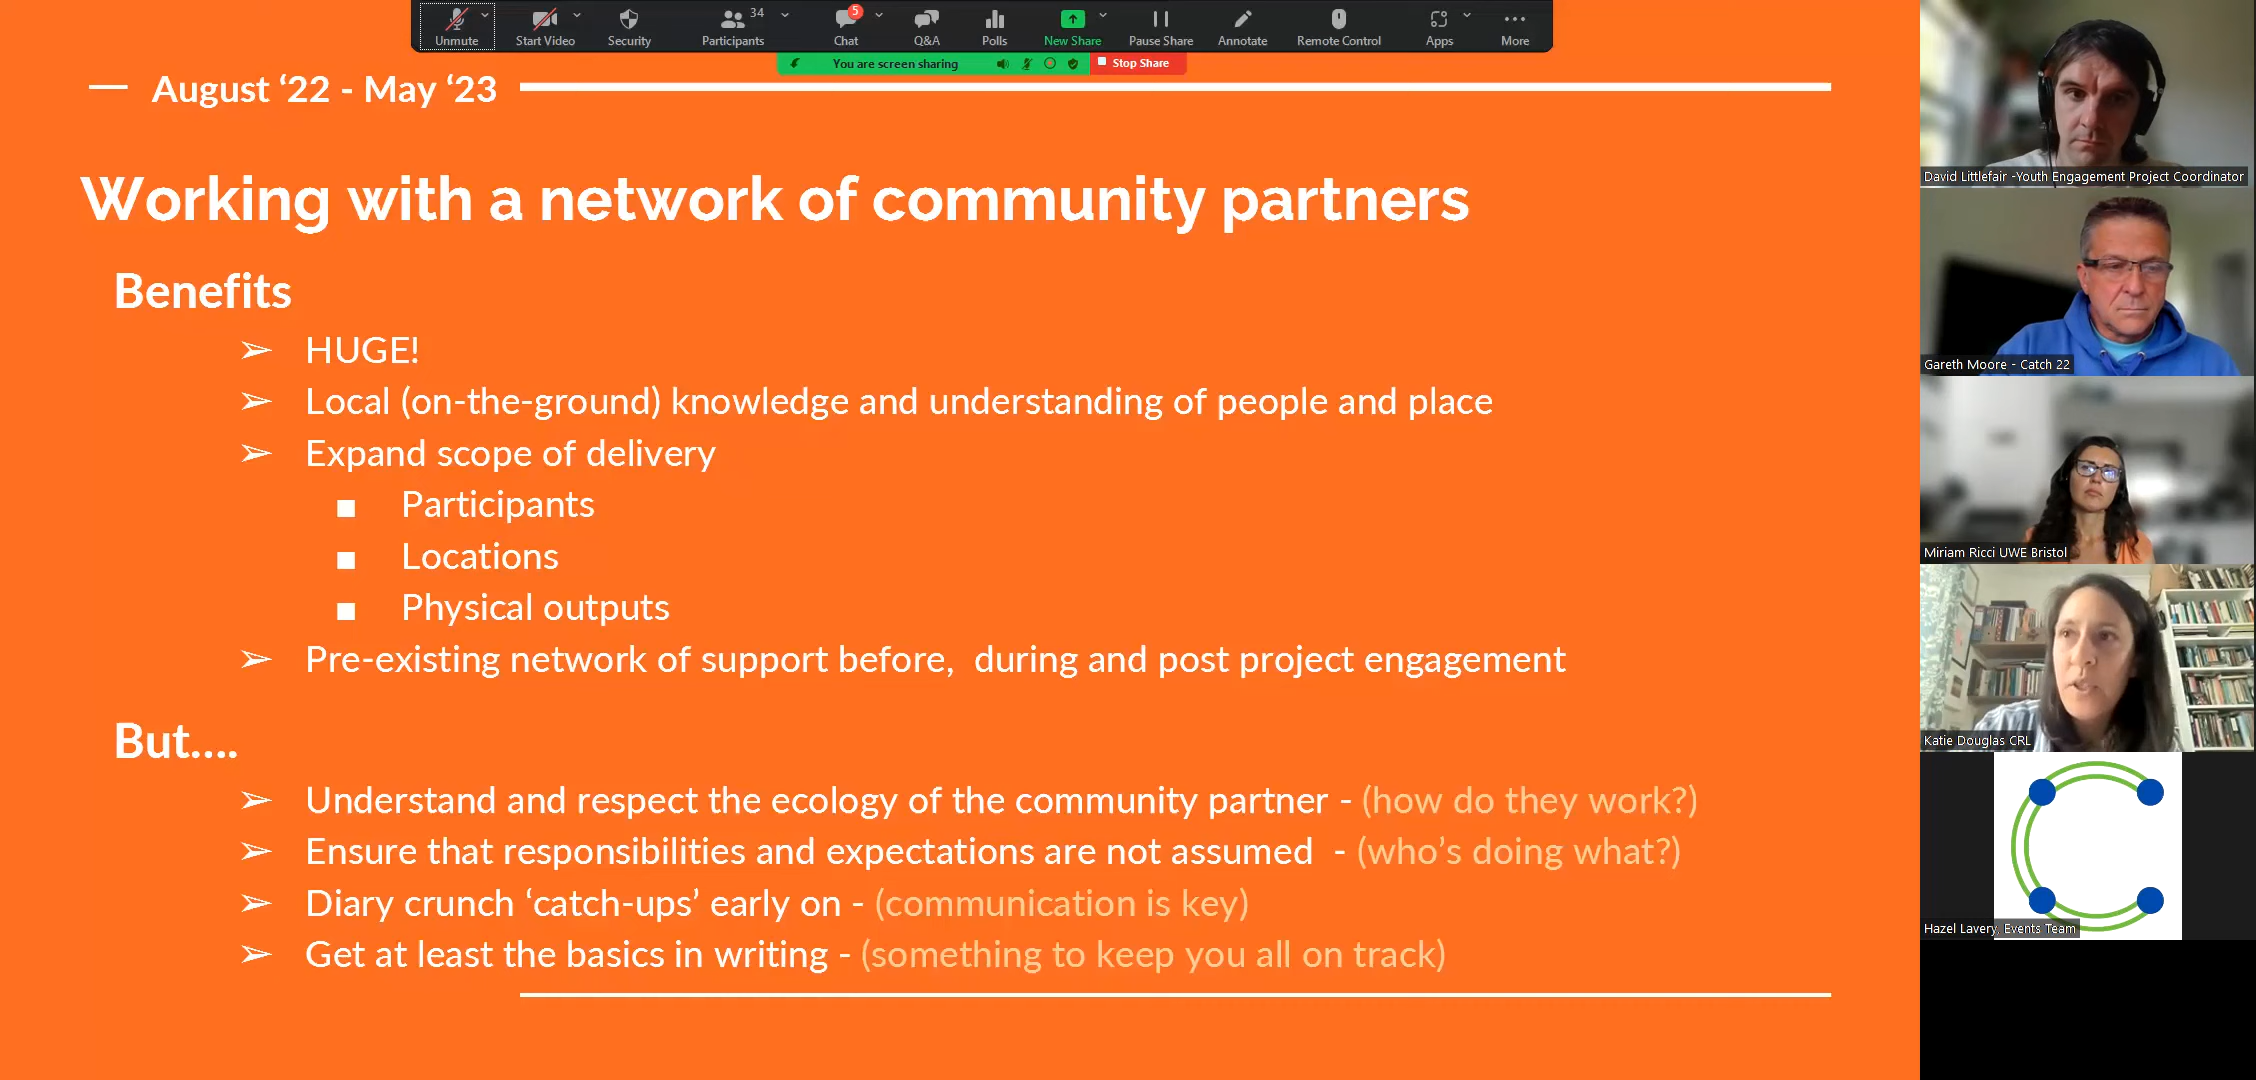 34
5
Unmute
Start Video
Security
Participants
Chat
Q&A
Polls
New Share
Pause Share
Annotate
Remote Control
Apps
More
You are screen sharing
Stop Share
August ‘22 - May ‘23
Working with a network of community partners
Benefits
➢ HUGE!
➢ Local (on-the-ground) knowledge and understanding of people and place
➢ Expand scope of delivery
■ Participants
■ Locations
■ Physical outputs
➢ Pre-existing network of support before,  during and post project engagement
But....
➢ Understand and respect the ecology of the community partner - (how do they work?)
➢ Ensure that responsibilities and expectations are not assumed  - (who’s doing what?)
➢ Diary crunch ‘catch-ups’ early on - (communication is key)
➢ Get at least the basics in writing - (something to keep you all on track)
David Littlefair -Youth Engagement Project Coordinator
Gareth Moore - Catch 22
Miriam Ricci UWE Bristol
Katie Douglas CRL
Hazel Lavery, Events Team